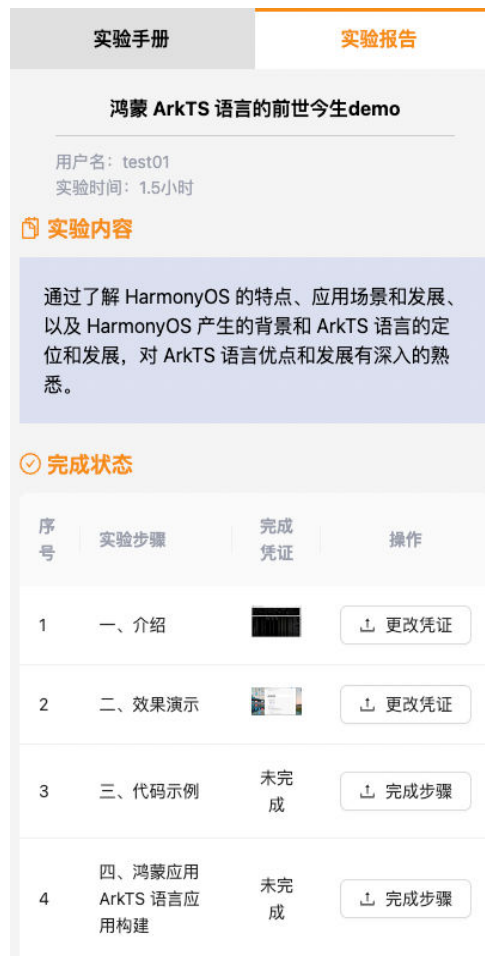 实验手册 实验报告
鸿蒙 ArkTS 语言的前世今生demo
用户名：test01
实验时间：1.5小时
实验内容
通过了解 HarmonyOS 的特点、应用场景和发展、
以及 HarmonyOS 产生的背景和 ArkTS 语言的定
位和发展，对 ArkTS 语言优点和发展有深入的熟
悉。
完成状态
序号 实验步骤 完成凭证 操作
1 一、介绍 更改凭证
2 二、效果演示 更改凭证
3 三、代码示例 未完成 完成步骤
4 四、鸿蒙应用 ArkTS 语言应用构建 未完成 完成步骤